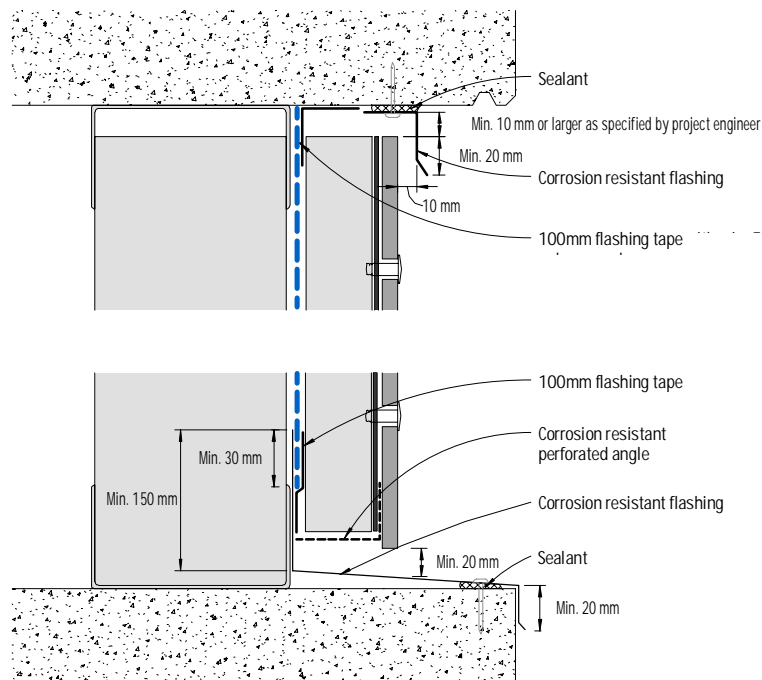 Sealant
Min. 10 mm or larger as specified by project engineer
Min. 20 mm
Corrosion resistant flashing
10 mm
100mm flashing tape
100mm flashing tape
Corrosion resistant
perforated angle
Min. 30 mm
Min. 150 mm
Corrosion resistant flashing
Sealant
Min. 20 mm
Min. 20 mm